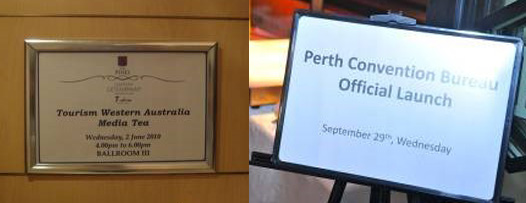 Tourism Western Australia
Media Tea
Wednesday, 2 June 2010
4.00pm to 6.00pm
BALLROOM III
Perth Convention Bureau
Official Launch
September 29th, Wednesday